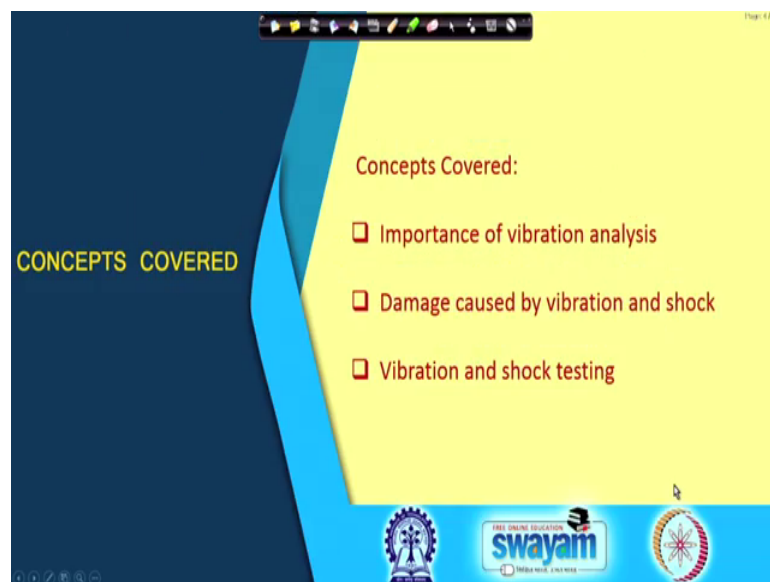 CONCEPTS COVERED
Concepts Covered:
Importance of vibration analysis
Damage caused by vibration and shock
Vibration and shock testing
FREE ONLINE EDUCATION
swayam